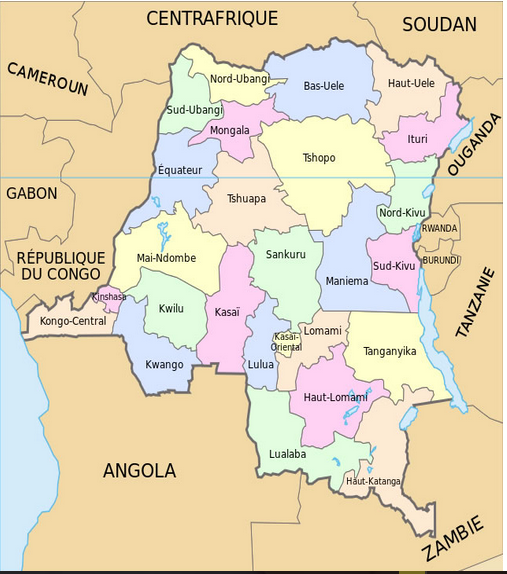 CENTRAFRIQUE
SOUDAN
CAMEROUN
Nord-Ubangi
Bas-Uele
Haut-Uele
Sud-Ubangi
Mongala
Ituri
OUGANDA
Tshopo
Équateur
GABON
Tshuapa
Nord-Kivu
RWANDA
RÉPUBLIQUE
DU CONGO
Mai-Ndombe
Sankuru
Sud-Kivu
BURUNDI
Maniema
TANZANIE
Kinshasa
Kongo-Central
Kwilu
Kasaï
Lomami
Kasaï-
Oriental
Tanganyika
Kwango
Lulua
Haut-Lomami
ANGOLA
Lualaba
Haut-Katanga
ZAMBIE